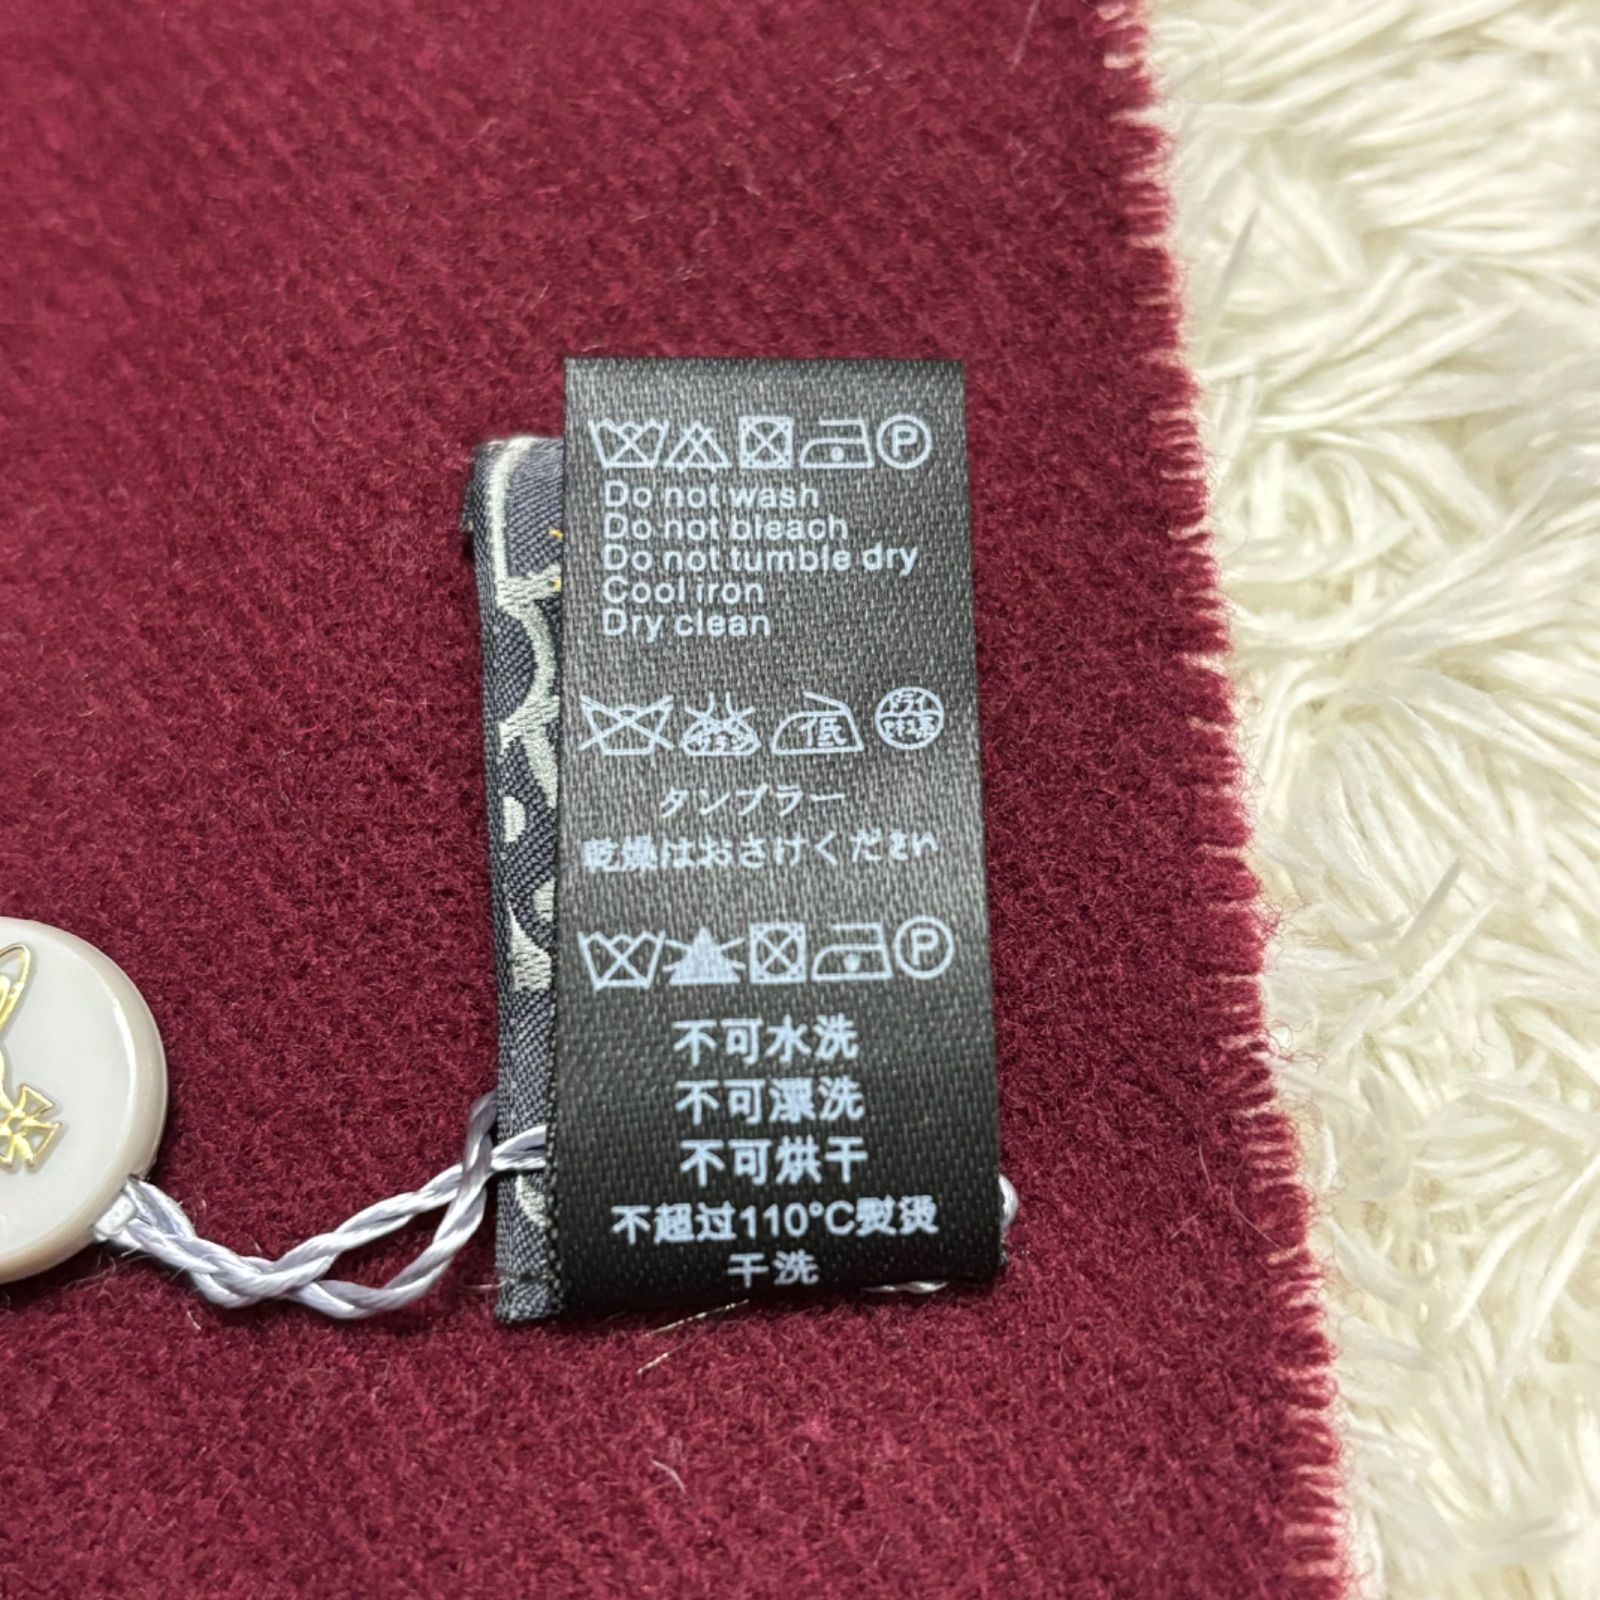 P
Do not wash
Do not bleach
Do not tumble dry
Cool iron
Dry clean
低
タンブラー
乾燥はおさけください
P
不可水洗
不可漂洗
不可烘干
不超过110°C熨烫
干洗